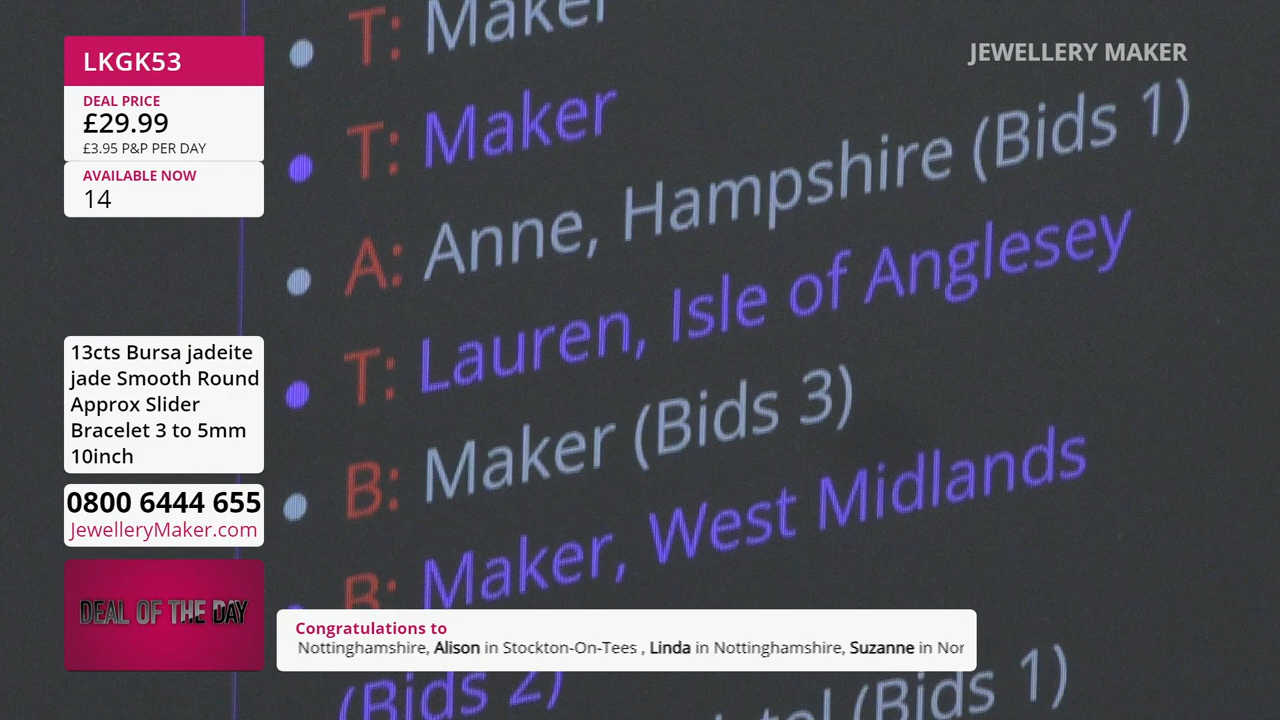 LKGK53
DEAL PRICE
£29.99
£3.95 P&P PER DAY
AVAILABLE NOW
14
JEWELLERY MAKER
T: Maker
T: Maker
A: Anne, Hampshire (Bids 1)
T: Lauren, Isle of Anglesey
B: Maker (Bids 3)
B: Maker, West Midlands
(Bids 2)
(Bids 1)
13cts Bursa jadeite
jade Smooth Round
Approx Slider
Bracelet 3 to 5mm
10inch
0800 6444 655
JewelleryMaker.com
DEAL OF THE DAY
Congratulations to
Nottinghamshire, Alison in Stockton-On-Tees , Linda in Nottinghamshire, Suzanne in